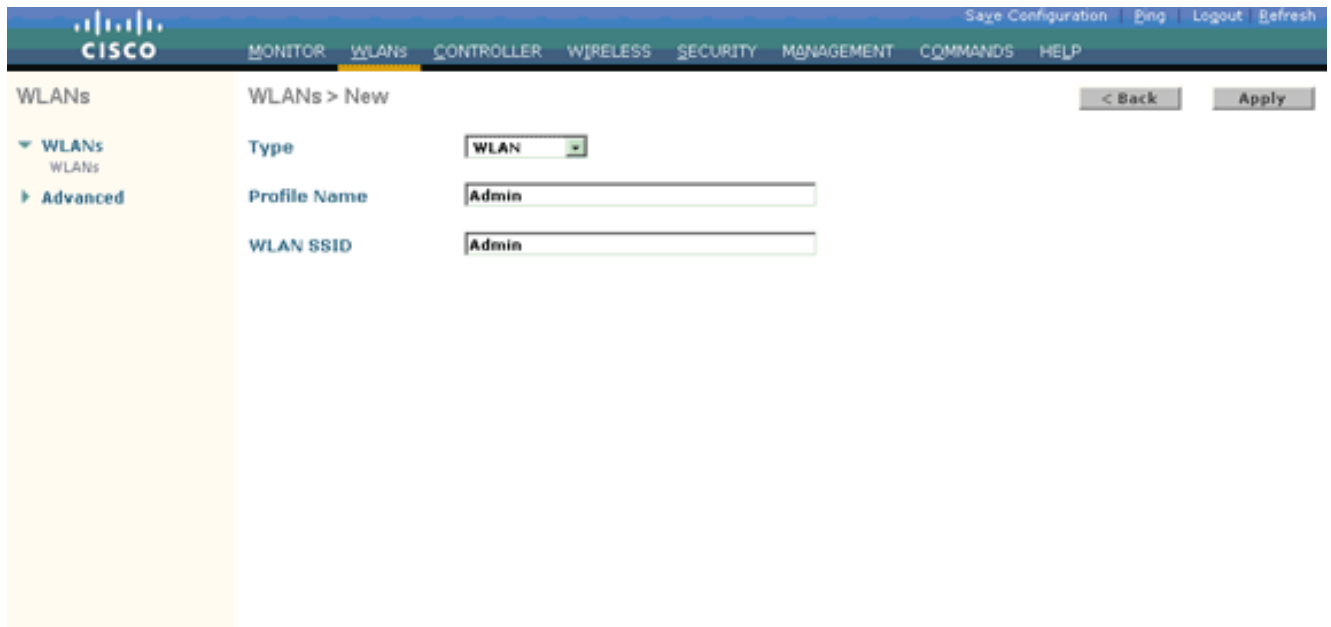 Save Configuration | Ping | Logout | Refresh
CISCO
MONITOR WLANs CONTROLLER WIRELESS SECURITY MANAGEMENT COMMANDS HELP
WLANs
WLANs > New
< Back
Apply
WLANs
WLANs
Advanced
Type
WLAN
Profile Name
Admin
WLAN SSID
Admin